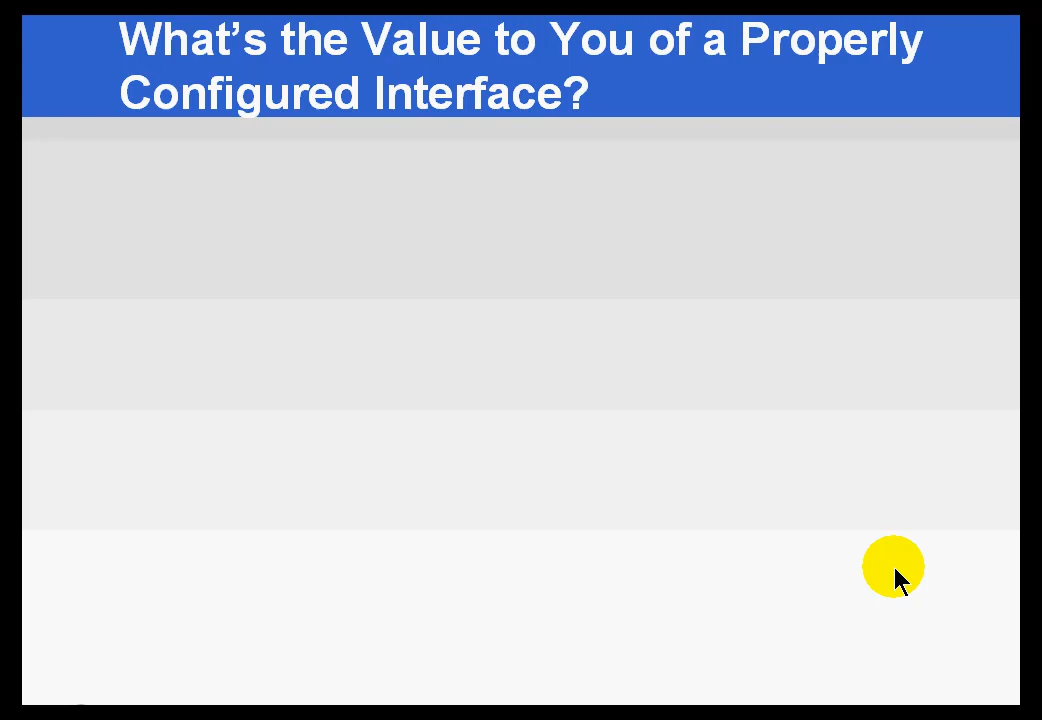 What’s the Value to You of a Properly
Configured Interface?